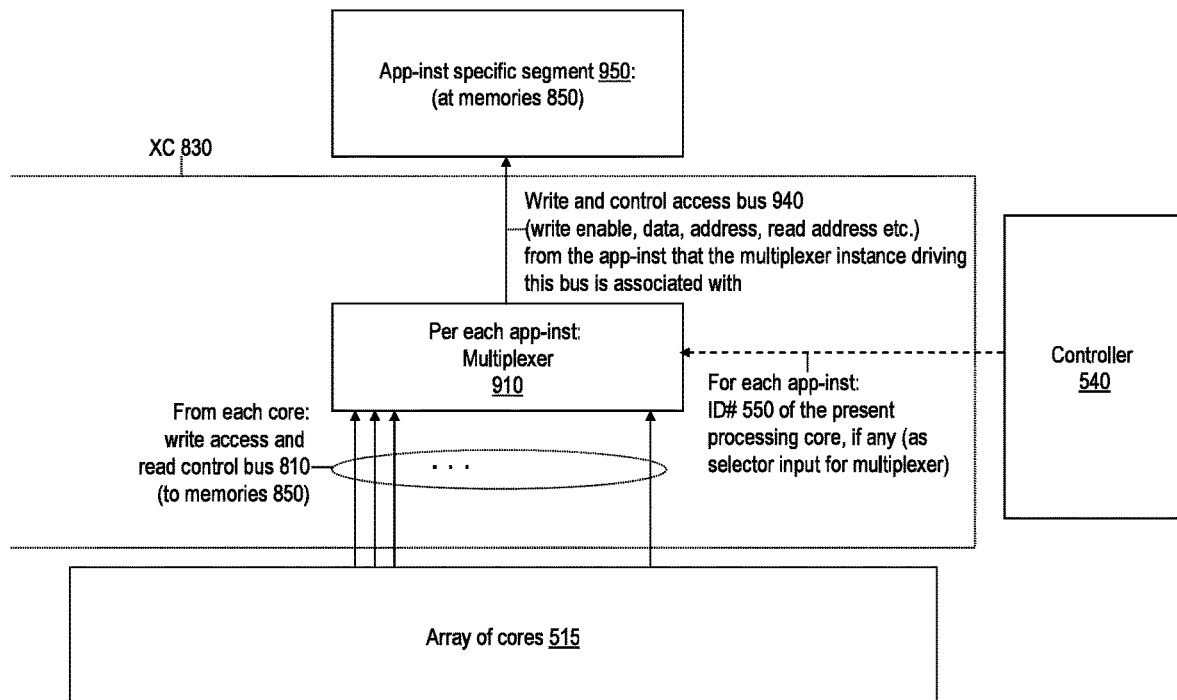 App-inst specific segment 950:
(at memories 850)
XC 830
Write and control access bus 940
(write enable, data, address, read address etc.)
from the app-inst that the multiplexer instance driving
this bus is associated with
Per each app-inst:
Multiplexer
910
Controller
540
For each app-inst:
ID# 550 of the present
processing core, if any (as
selector input for multiplexer)
From each core:
write access and
read control bus 810
(to memories 850)
. . .
Array of cores 515